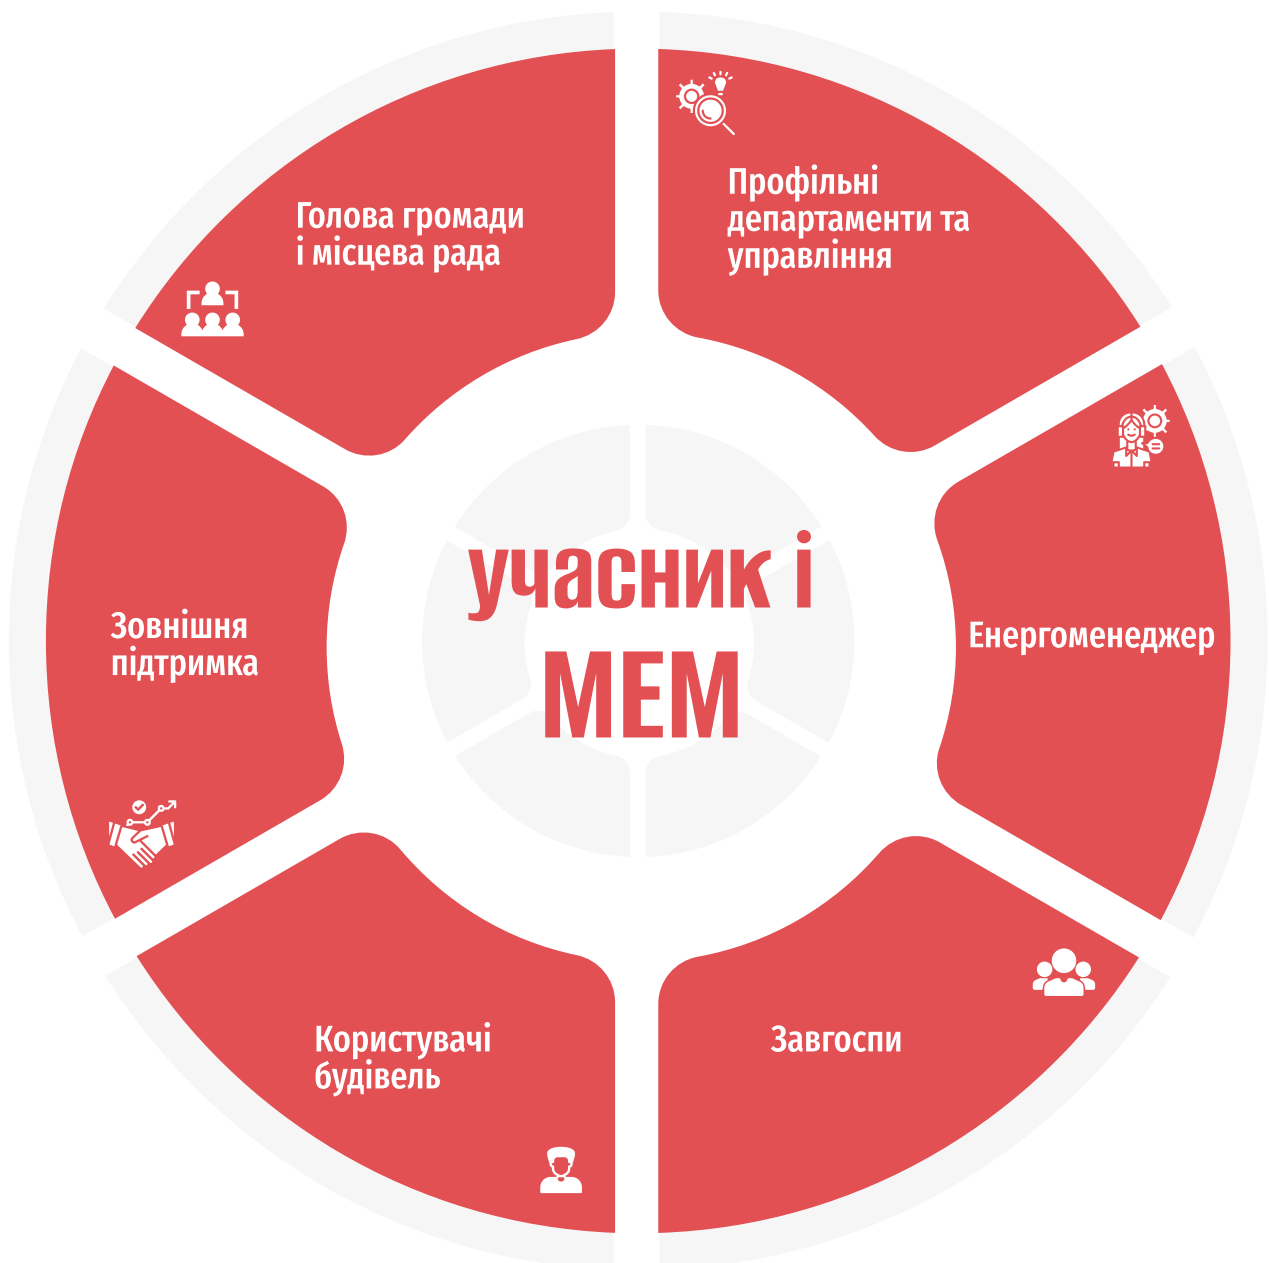 Голова громади
і місцева рада
Профільні
департаменти та
управління
Енергоменеджер
Завгоспи
Користувачі
будівель
Зовнішня
підтримка
учасник і
МЕМ